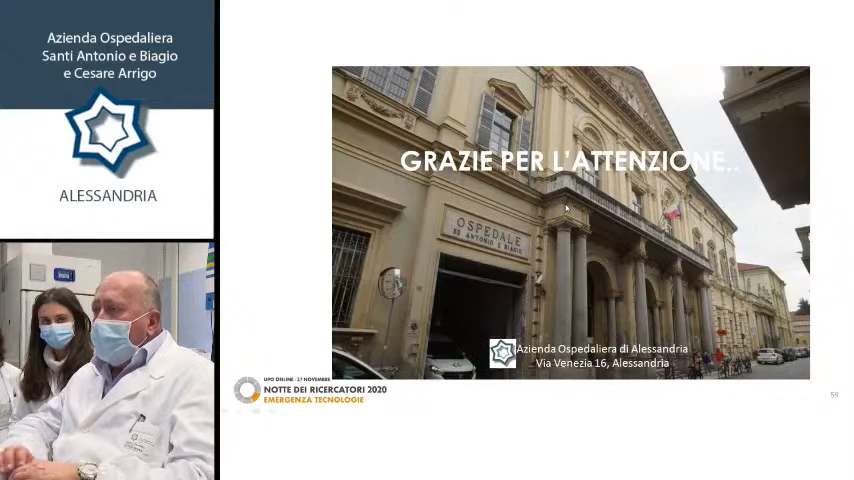 Azienda Ospedaliera
Santi Antonio e Biagio
e Cesare Arrigo
ALESSANDRIA
GRAZIE PER L'ATTENZIONE..
OSPEDALE
SS ANTONIO E BIAGIO
Azienda Ospedaliera di Alessandria
Via Venezia 16, Alessandria
UPO ONLINE : 27 NOVEMBRE
NOTTE DEI RICERCATORI 2020
EMERGENZA TECNOLOGIE
59